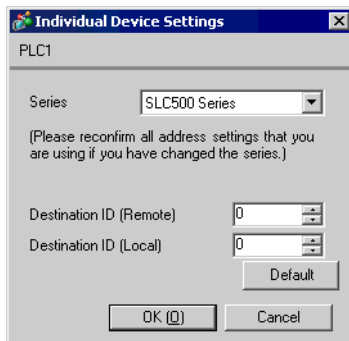 Individual Device Settings
PLC1
Series SLC500 Series
(Please reconfirm all address settings that you
are using if you have changed the series.)
Destination ID (Remote) 0
Destination ID (Local) 0
Default
OK (O) Cancel